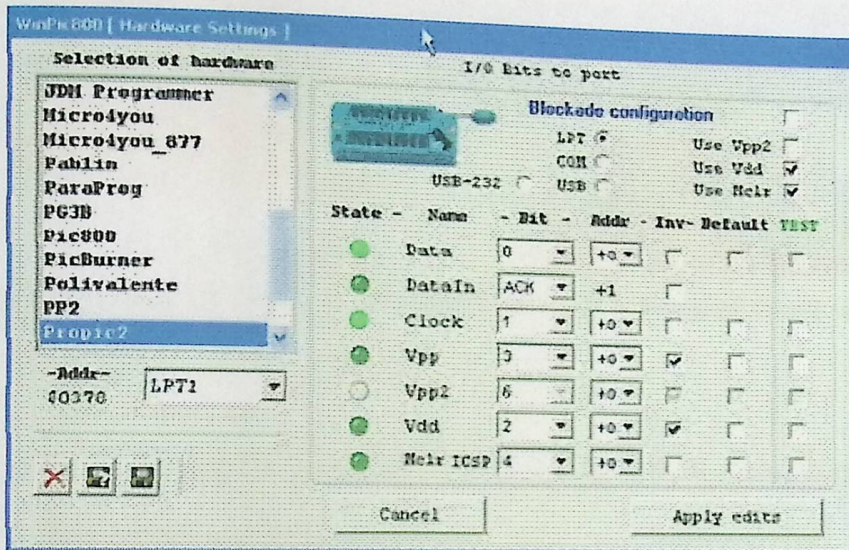 WinPic800 [ Hardware Settings ]
Selection of hardware
JDM Programmer
Micro4you
Micro4you_877
Pablin
ParaProg
PG3B
Pic800
PicBurner
Polivalente
PP2
Propic2
-Addr-
00378
LPT1
I/O Bits to port
Blockade configuration
LPT
COM
USB-232
USB
Use Vpp2
Use Vdd
Use Mclr
State - Name - Bit - Addr - Inv- Default TEST
Data 0 +0
DataIn ACK +1
Clock 1 +0
Vpp 3 +0
Vpp2 6 +0
Vdd 2 +0
Mclr ICSP 4 +0
Cancel
Apply edits